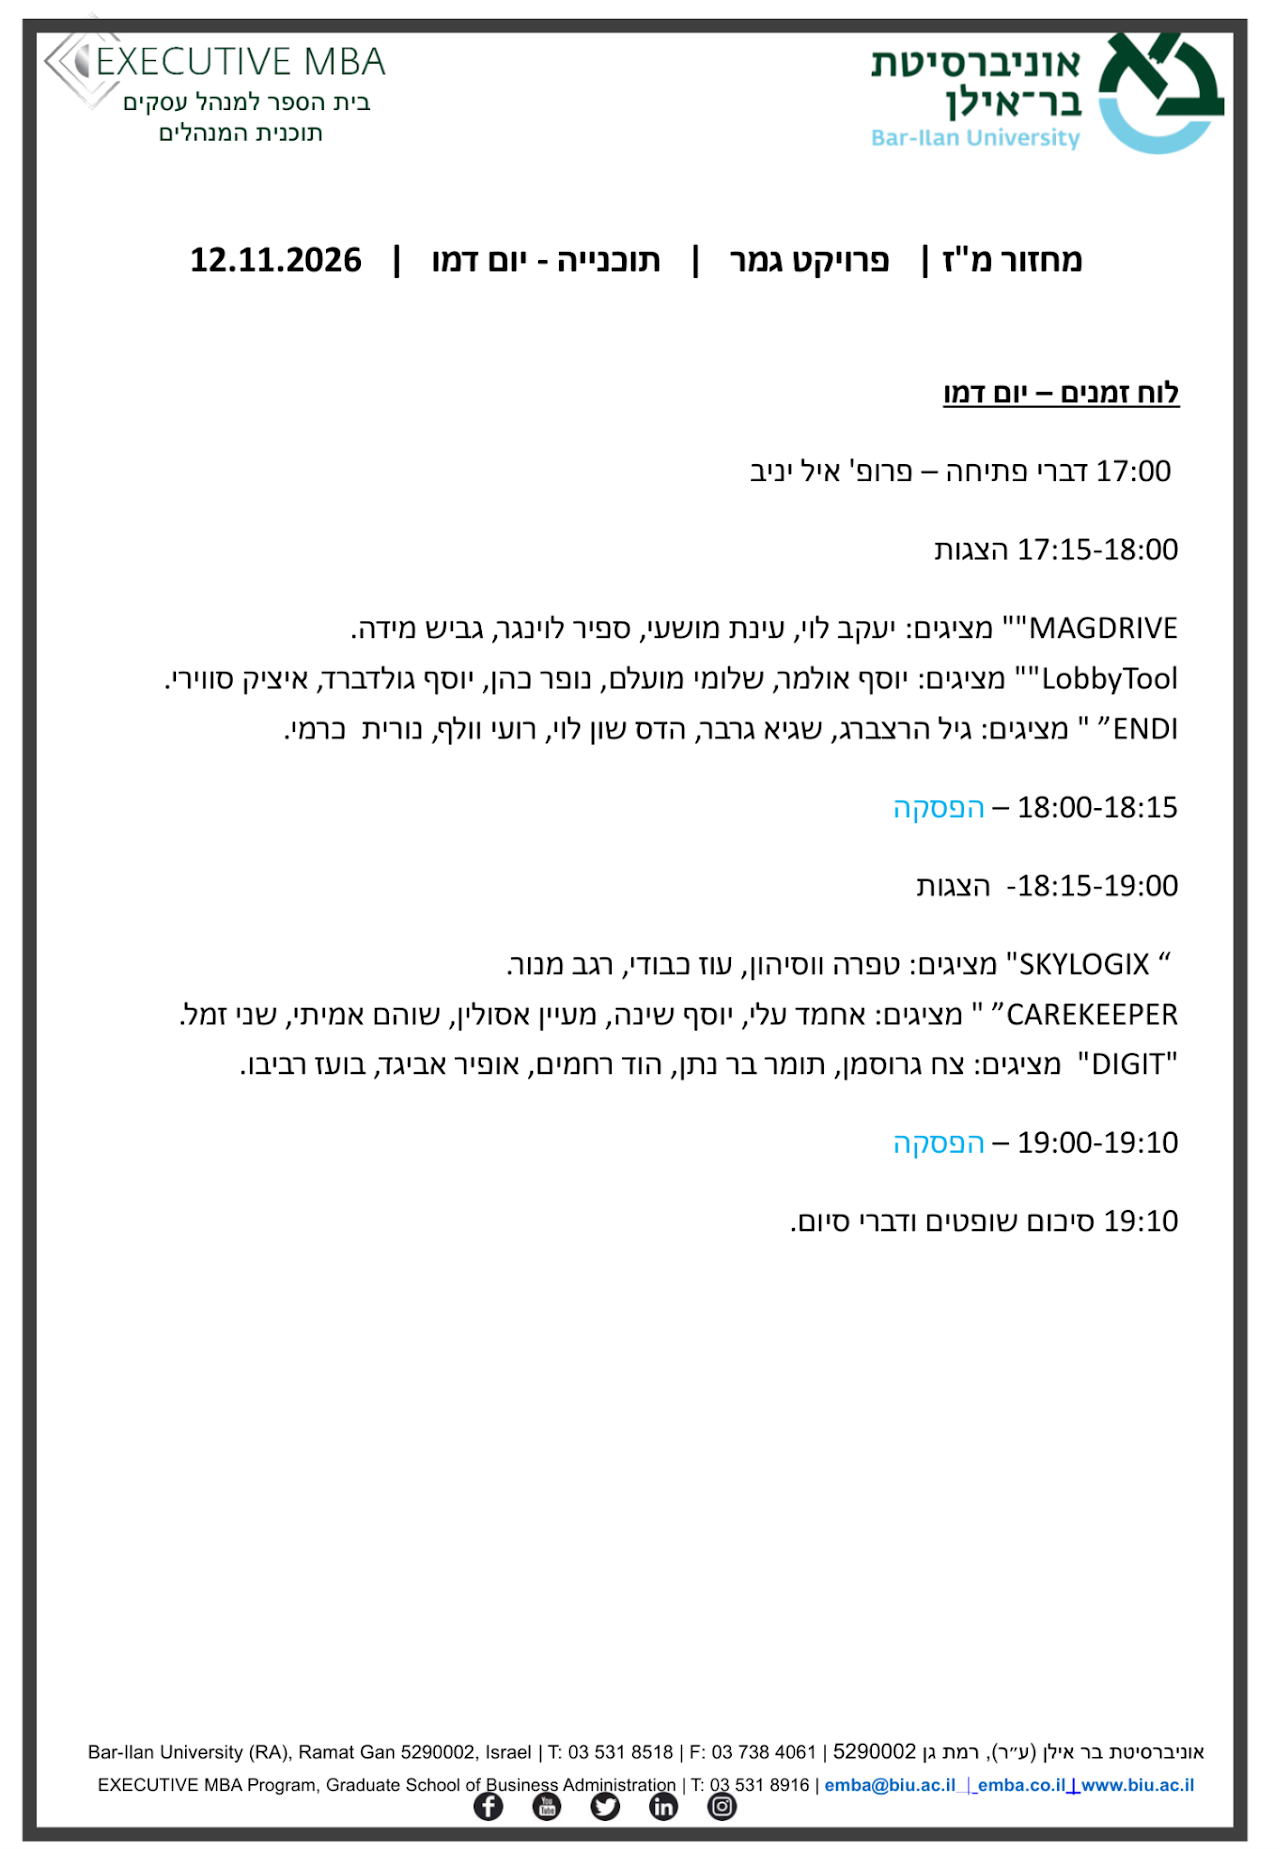 EXECUTIVE MBA
בית הספר למנהל עסקים
תוכנית המנהלים
אוניברסיטת
בר־אילן
Bar-Ilan University
מחזור מ"ז | פרויקט גמר | תוכנייה - יום דמו | 12.11.2026
לוח זמנים – יום דמו
17:00 דברי פתיחה – פרופ' איל יניב
17:15-18:00 הצגות
MAGDRIVE"" מציגים: יעקב לוי, עינת מושעי, ספיר לוינגר, גביש מידה.
LobbyTool"" מציגים: יוסף אולמר, שלומי מועלם, נופר כהן, יוסף גולדברד, איציק סווירי.
ENDI” " מציגים: גיל הרצברג, שגיא גרבר, הדס שון לוי, רועי וולף, נורית כרמי.
18:00-18:15 – הפסקה
18:15-19:00- הצגות
“ SKYLOGIX" מציגים: טפרה ווסיהון, עוז כבודי, רגב מנור.
CAREKEEPER” " מציגים: אחמד עלי, יוסף שינה, מעיין אסולין, שוהם אמיתי, שני זמל.
"DIGIT" מציגים: צח גרוסמן, תומר בר נתן, הוד רחמים, אופיר אביגד, בועז רביבו.
19:00-19:10 – הפסקה
19:10 סיכום שופטים ודברי סיום.
Bar-Ilan University (RA), Ramat Gan 5290002, Israel | T: 03 531 8518 | F: 03 738 4061 | אוניברסיטת בר אילן (ע״ר), רמת גן 5290002
EXECUTIVE MBA Program, Graduate School of Business Administration | T: 03 531 8916 | emba@biu.ac.il | emba.co.il | www.biu.ac.il